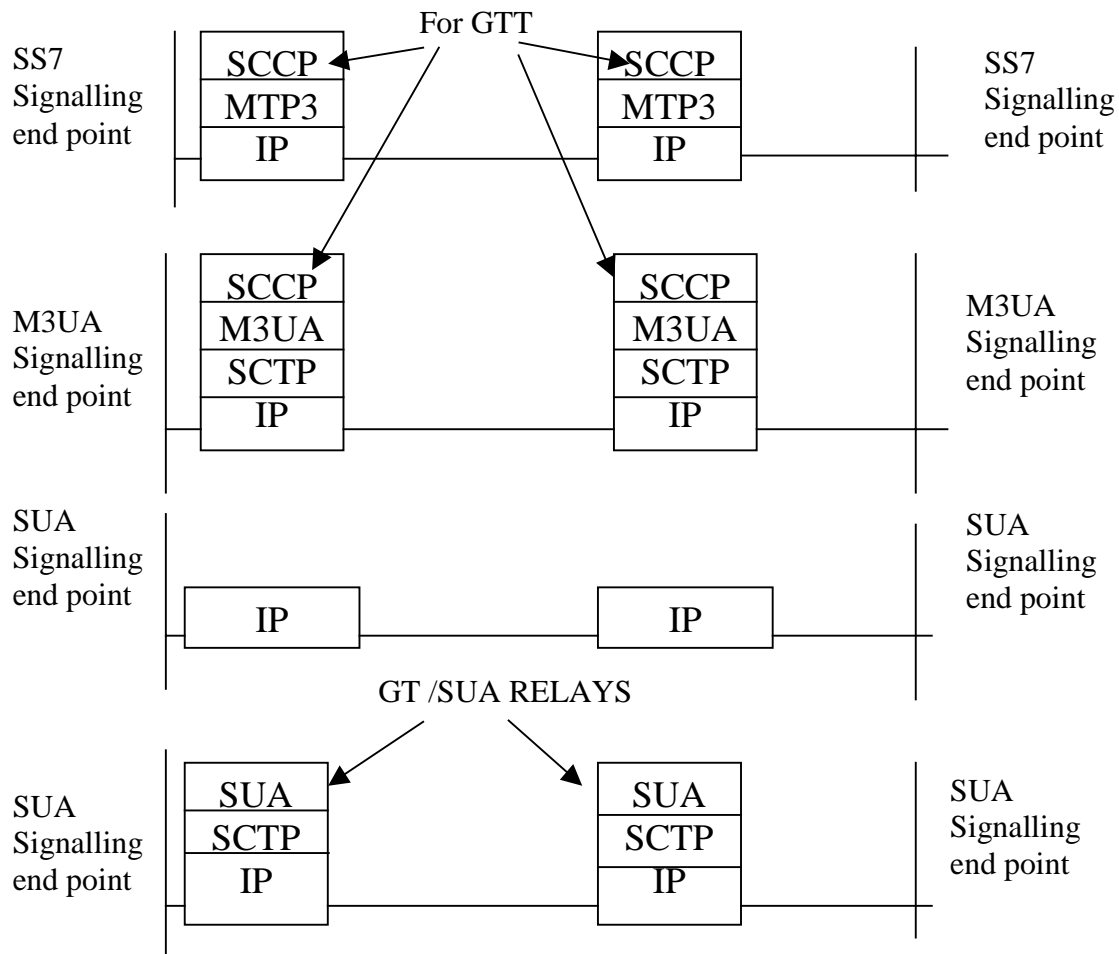 For GTT
SS7
Signalling
end point
SCCP
MTP3
IP
SCCP
MTP3
IP
SS7
Signalling
end point
M3UA
Signalling
end point
SCCP
M3UA
SCTP
IP
SCCP
M3UA
SCTP
IP
M3UA
Signalling
end point
SUA
Signalling
end point
IP
IP
SUA
Signalling
end point
GT /SUA RELAYS
SUA
Signalling
end point
SUA
SCTP
IP
SUA
SCTP
IP
SUA
Signalling
end point